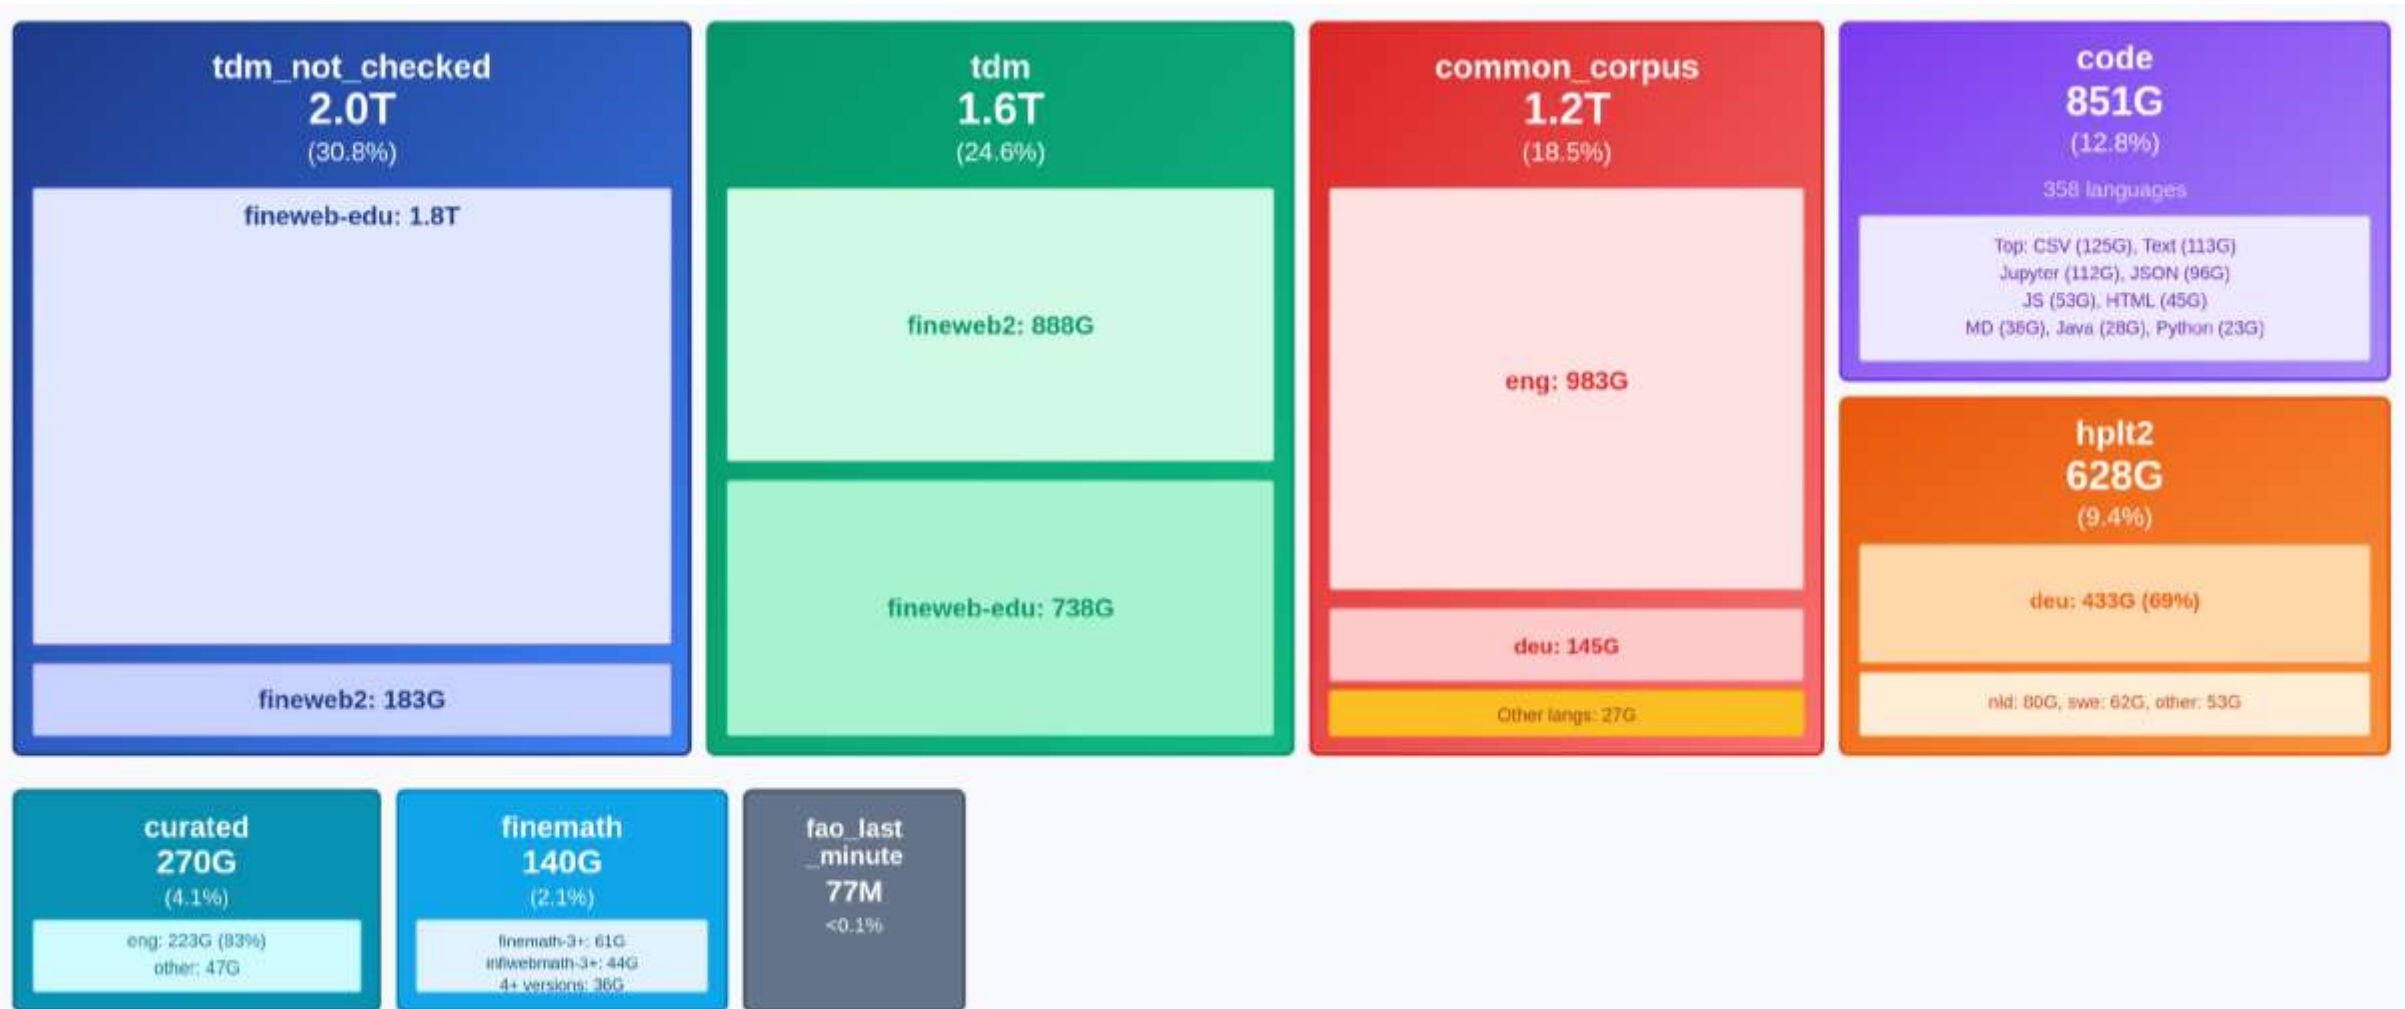 tdm_not_checked
2.0T
(30.8%)
fineweb-edu: 1.8T
fineweb2: 183G
tdm
1.6T
(24.6%)
fineweb2: 888G
fineweb-edu: 738G
common_corpus
1.2T
(18.5%)
eng: 983G
deu: 145G
Other langs: 27G
code
851G
(12.8%)
358 languages
Top: CSV (125G), Text (113G)
Jupyter (112G), JSON (96G)
JS (53G), HTML (45G)
MD (36G), Java (28G), Python (23G)
hplt2
628G
(9.4%)
deu: 433G (69%)
nld: 80G, swe: 62G, other: 53G
curated
270G
(4.1%)
eng: 223G (83%)
other: 47G
finemath
140G
(2.1%)
finemath-3+: 61G
infiwebmath-3+: 44G
4+ versions: 36G
fao_last
_minute
77M
<0.1%